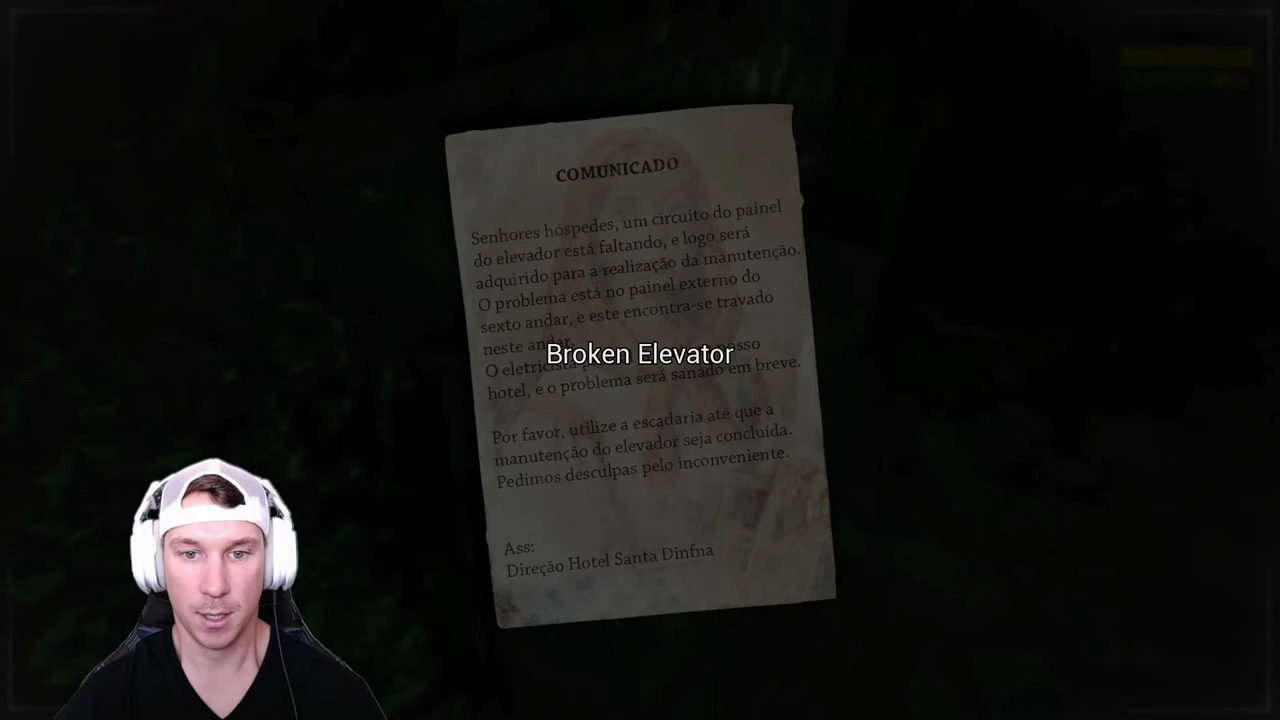 COMUNICADO
Senhores hóspedes, um circuito do painel
do elevador está faltando, e logo será
adquirido para a realização da manutenção.
O problema está no painel externo do
sexto andar, e este encontra-se travado
neste andar.
Broken Elevator
O eletricista nosso
hotel, e o problema será sanado em breve.
Por favor, utilize a escadaria até que a
manutenção do elevador seja concluida.
Pedimos desculpas pelo inconveniente.
Ass:
Direção Hotel Santa Dinfna